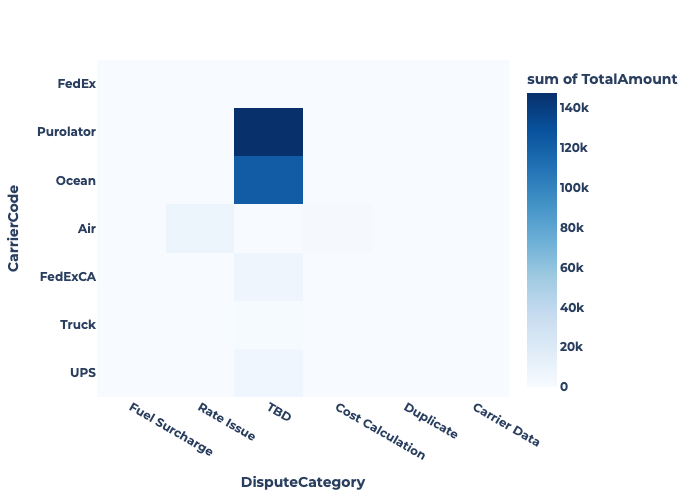 sum of TotalAmount
FedEx
Purolator
Ocean
Air
FedExCA
Truck
UPS
CarrierCode
140k
120k
100k
80k
60k
40k
20k
0
Fuel Surcharge
Rate Issue
TBD
Cost Calculation
Duplicate
Carrier Data
DisputeCategory